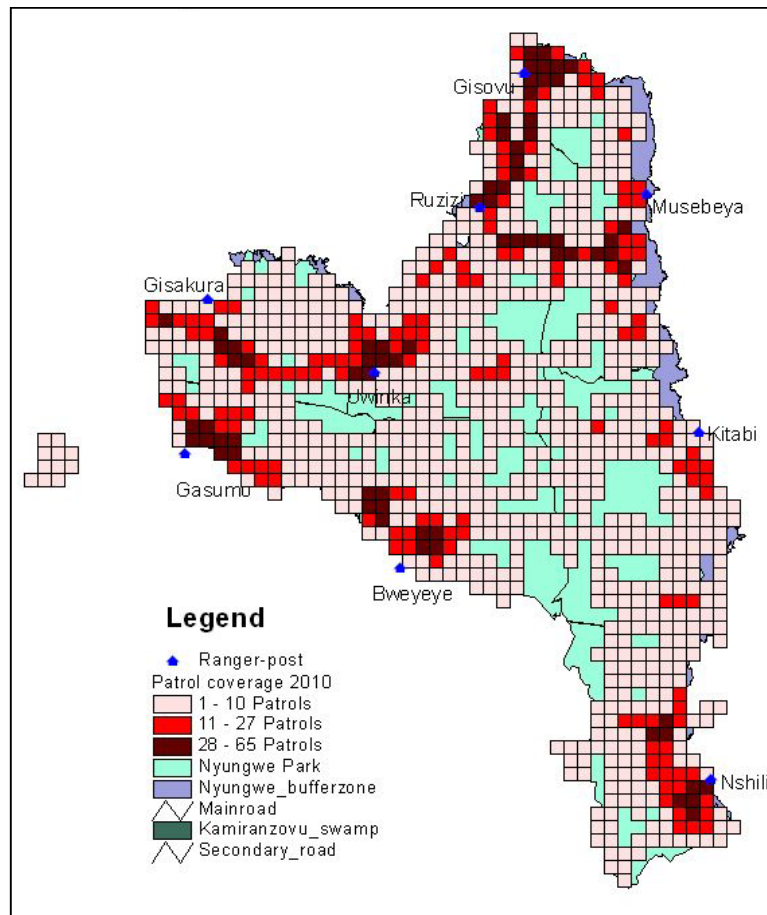 Gisovu
Ruzizi
Musebeya
Gisakura
Uwinka
Kitabi
Gasumo
Bweyeye
Nshili
Legend
Ranger-post
Patrol coverage 2010
1 - 10 Patrols
11 - 27 Patrols
28 - 65 Patrols
Nyungwe Park
Nyungwe_bufferzone
Mainroad
Kamiranzovu_swamp
Secondary_road